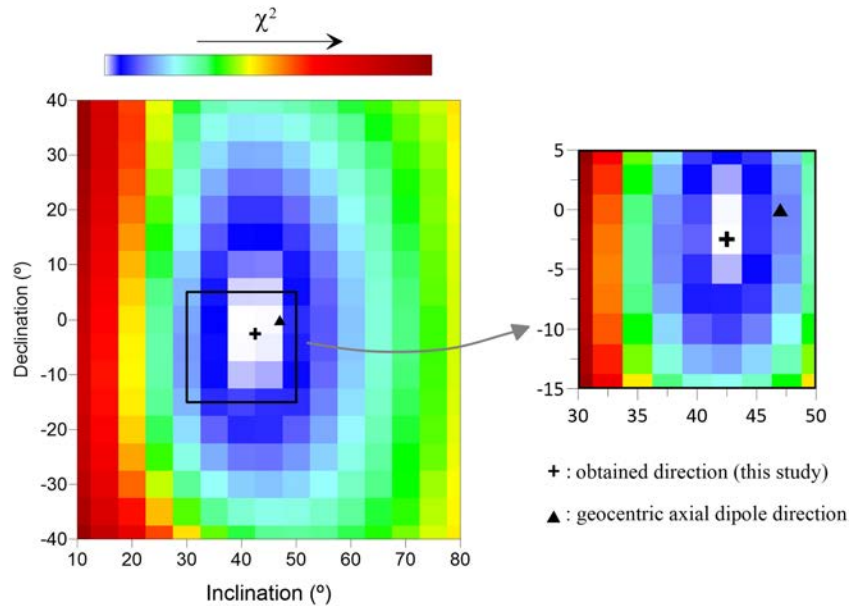 χ²
40
30
20
10
0
-10
-20
-30
-40
Declination (º)
10 20 30 40 50 60 70 80
Inclination (º)
5
0
-5
-10
-15
30 35 40 45 50
+ : obtained direction (this study)
▲ : geocentric axial dipole direction